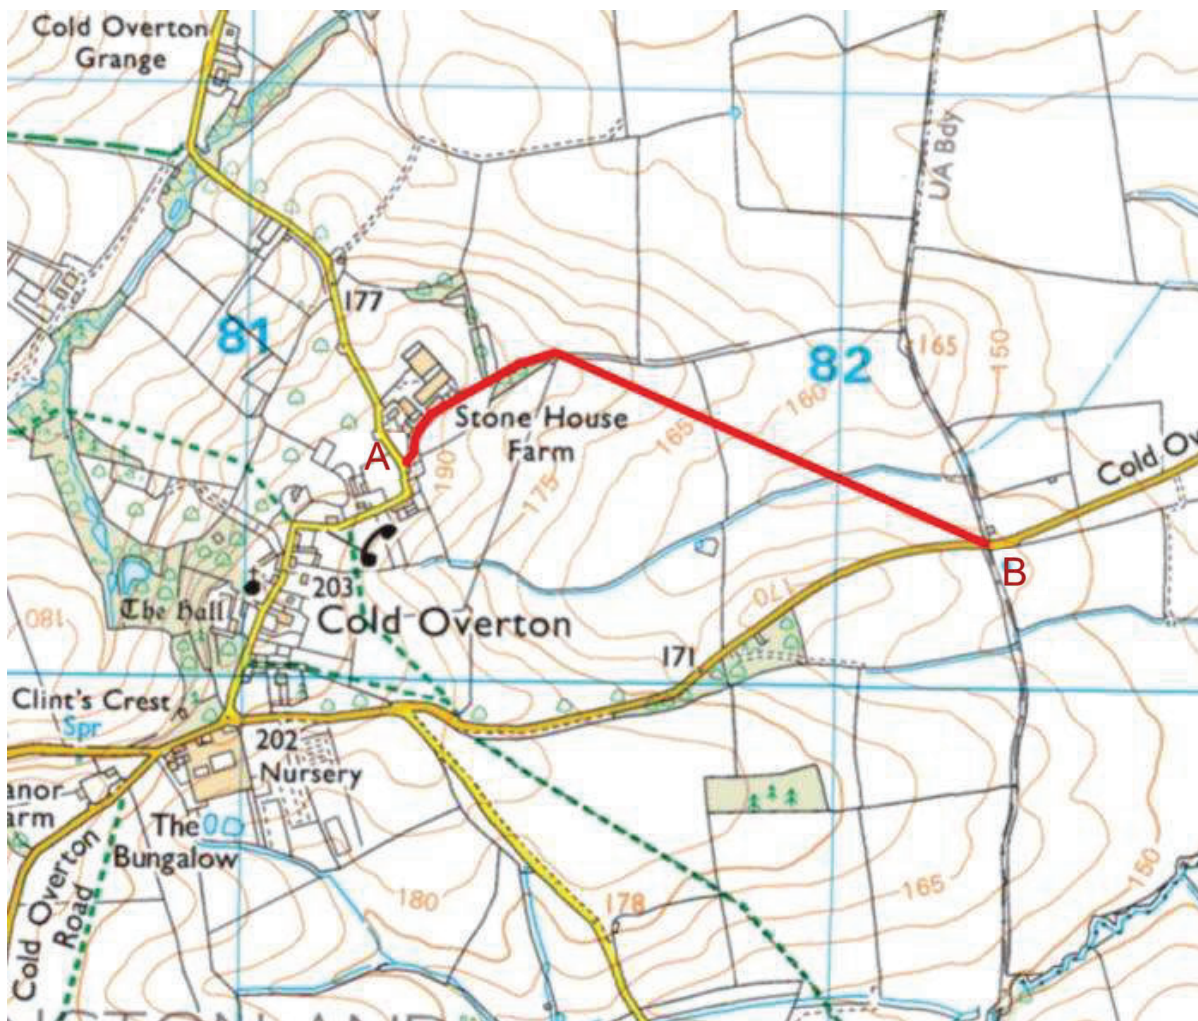 Cold Overton
Grange
UA Bdy
177
81
82
165
150
A
Stone House
Farm
160
165
190
175
Cold Ov
B
203
The Hall
Cold Overton
170
180
171
Clint's Crest
Spr
202
Nursery
anor
arm
The
Bungalow
Cold Overton
Road
180
178
165
150